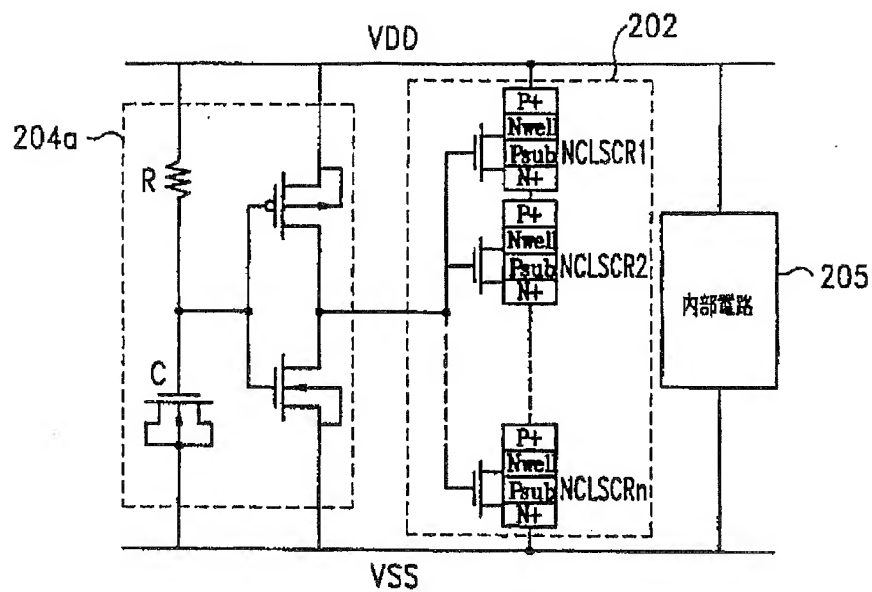 VDD
202
204a
R
C
P+
Nwell
Psub
N+
NCLSCR1
P+
Nwell
Psub
N+
NCLSCR2
P+
Nwell
Psub
N+
NCLSCRn
內部電路
205
VSS